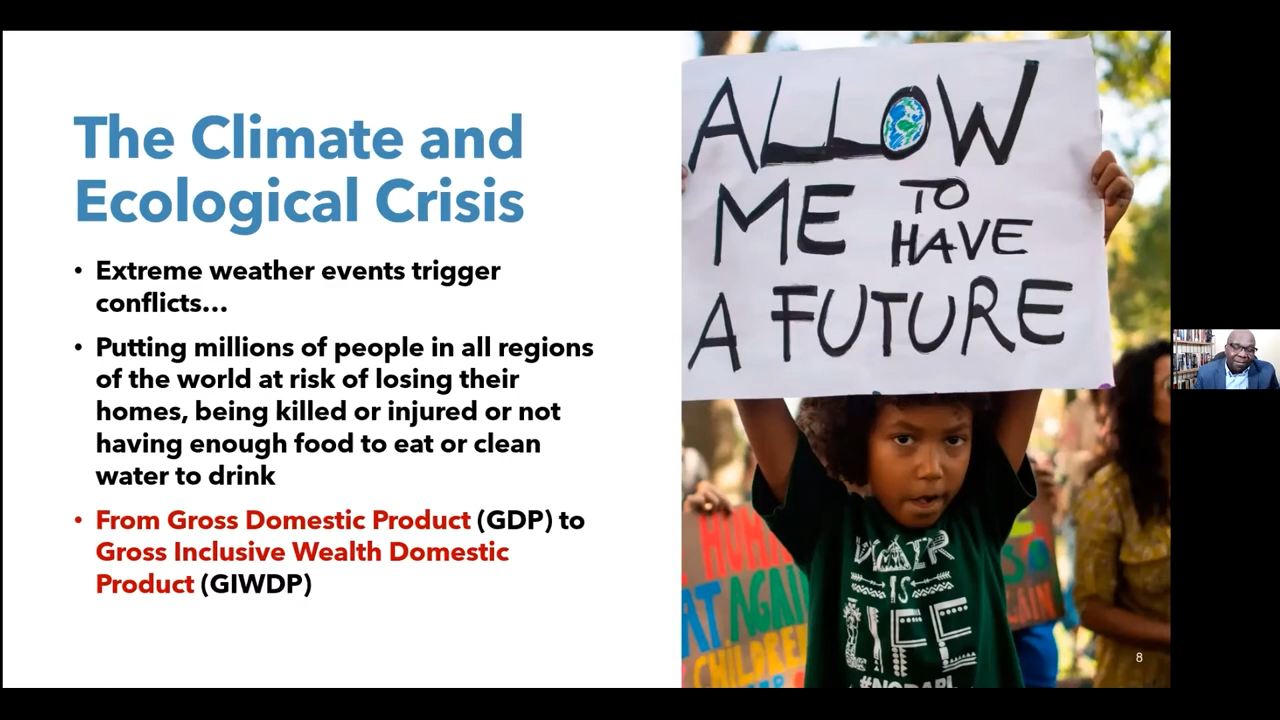 The Climate and
Ecological Crisis
• Extreme weather events trigger
conflicts...
• Putting millions of people in all regions
of the world at risk of losing their
homes, being killed or injured or not
having enough food to eat or clean
water to drink
• From Gross Domestic Product (GDP) to
Gross Inclusive Wealth Domestic
Product (GIWDP)
ALLOW
ME TO
HAVE
A FUTURE
WATER
IS
LIFE
AGAIN
CHILDREN
8